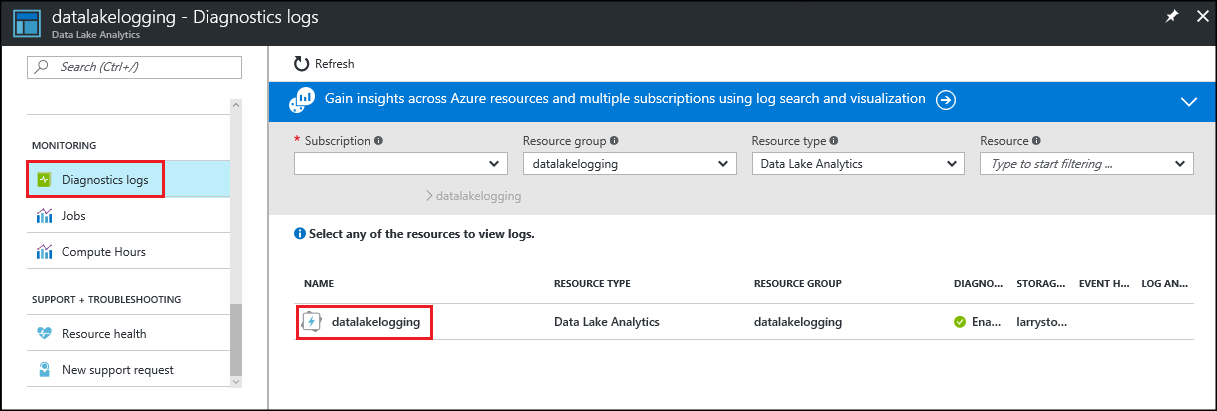 datalakelogging - Diagnostics logs
Data Lake Analytics
Search (Ctrl+/)
MONITORING
Diagnostics logs
Jobs
Compute Hours
SUPPORT + TROUBLESHOOTING
Resource health
New support request
Refresh
Gain insights across Azure resources and multiple subscriptions using log search and visualization
* Subscription Resource group Resource type Resource
datalakelogging Data Lake Analytics Type to start filtering ...
datalakelogging
Select any of the resources to view logs.
NAME RESOURCE TYPE RESOURCE GROUP DIAGNO... STORAG... EVENT H... LOG AN...
datalakelogging Data Lake Analytics datalakelogging Ena... larrysto...